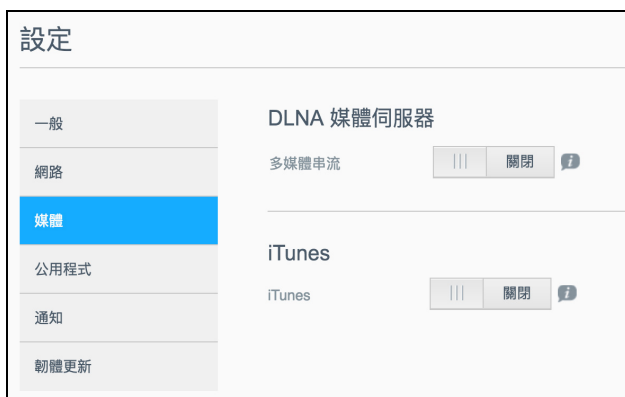 設定
一般
網路
媒體
公用程式
通知
韌體更新
DLNA 媒體伺服器
多媒體串流
關閉
iTunes
iTunes
關閉